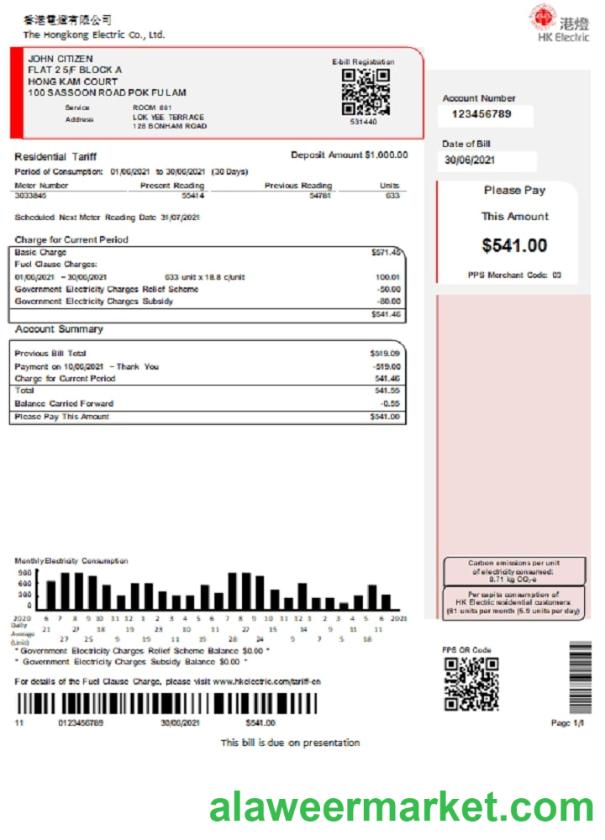 香港電燈有限公司
The Hongkong Electric Co., Ltd.
港燈
HK Electric
JOHN CITIZEN
FLAT 2 5/F BLOCK A
HONG KAM COURT
100 SASSOON ROAD POK FU LAM
Service ROOM 881
Address LOK YEE TERRACE
128 BONHAM ROAD
E-bill Registration
531440
Account Number
123456789
Date of Bill
30/06/2021
Residential Tariff Deposit Amount $1,000.00
Period of Consumption: 01/06/2021 to 30/06/2021 (30 Days)
Meter Number Present Reading Previous Reading Units
3033845 55414 54781 633
Scheduled Next Meter Reading Date 31/07/2021
Please Pay
This Amount
$541.00
PPS Merchant Code: 03
Charge for Current Period
Basic Charge $571.45
Fuel Clause Charges:
01/06/2021 - 30/06/2021 633 unit x 18.8 c/unit 100.01
Government Electricity Charges Relief Scheme -50.00
Government Electricity Charges Subsidy -80.00
$541.46
Account Summary
Previous Bill Total $519.09
Payment on 10/06/2021 - Thank You -519.00
Charge for Current Period 541.46
Total 541.55
Balance Carried Forward -0.55
Please Pay This Amount $541.00
Monthly Electricity Consumption
900
600
300
0
2020 6 7 8 9 10 11 12 1 2 3 4 5 6 7 8 9 10 11 12 1 2 3 4 5 6 2021
Daily Average (Unit)
21 27 18 9 13 11 22 27 15 14 9 11 11
27 25 9 19 11 19 28 24 9 7 5 18
* Government Electricity Charges Relief Scheme Balance $0.00 *
* Government Electricity Charges Subsidy Balance $0.00 *
For details of the Fuel Clause Charge, please visit www.hkelectric.com/tariff-en
Carbon emissions per unit
of electricity consumed:
0.71 kg CO₂-e
Per capita consumption of
HK Electric residential customers
(81 units per month (5.9 units per day)
PPS QR Code
11 0123456789 30/06/2021 $541.00
Page 1/1
This bill is due on presentation
alaweermarket.com